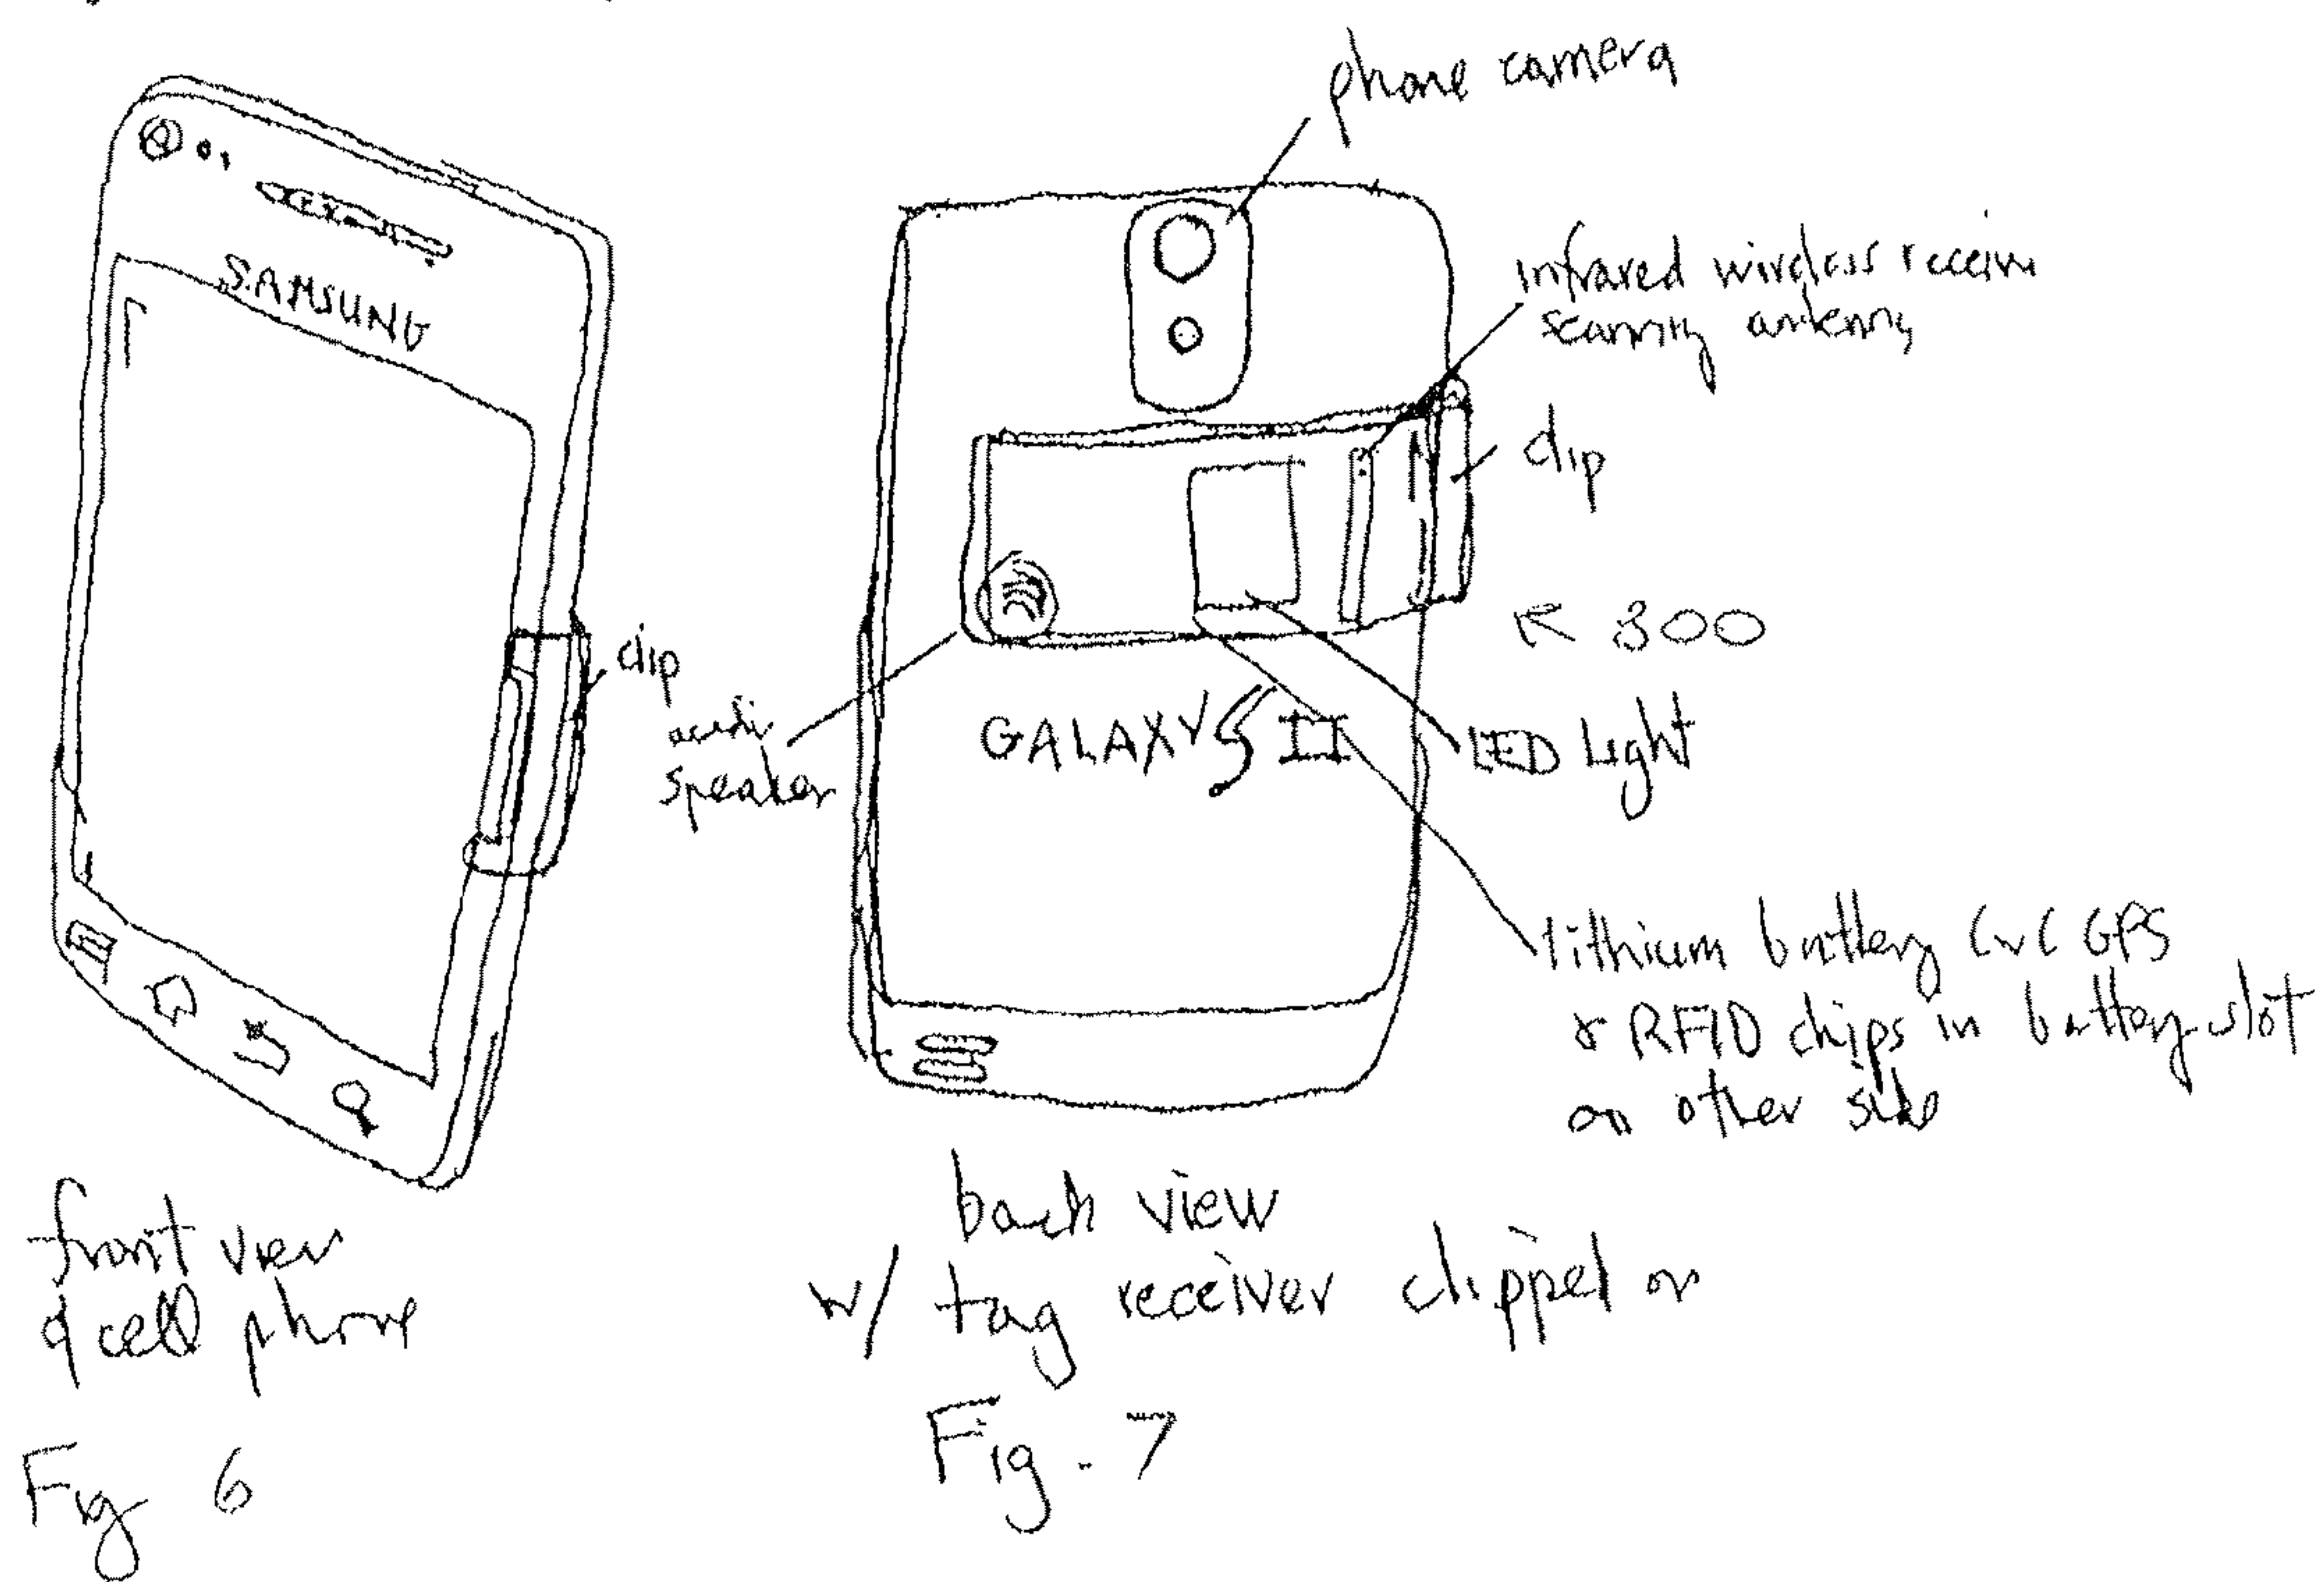 SAMSUNG
clip
front view
of cell phone
Fig 6
phone camera
infrared wireless
scanning antenna
clip
300
audio
speaker
GALAXY S II
LED Light
lithium battery GPS
& RFID chips in battery slot
on other side
back view
w/ tag receiver clipped on
Fig. 7